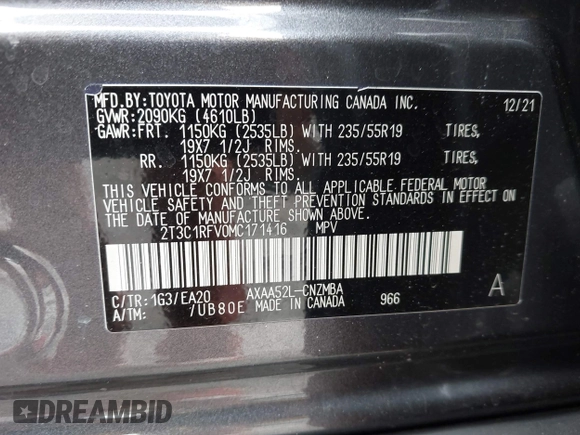 MFD.BY:TOYOTA MOTOR MANUFACTURING CANADA INC. 12/21
GVWR:2090KG (4610LB)
GAWR:FRT. 1150KG (2535LB) WITH 235/55R19 TIRES,
19X7 1/2J RIMS.
RR. 1150KG (2535LB) WITH 235/55R19 TIRES,
19X7 1/2J RIMS.
THIS VEHICLE CONFORMS TO ALL APPLICABLE FEDERAL MOTOR
VEHICLE SAFETY AND THEFT PREVENTION STANDARDS IN EFFECT ON
THE DATE OF MANUFACTURE SHOWN ABOVE.
2T3C1RFV0MC171416 MPV
C/TR:1G3/EA20 AXAA52L-CNZMBA 966 A
A/TM: /UB80E MADE IN CANADA
DREAMBID